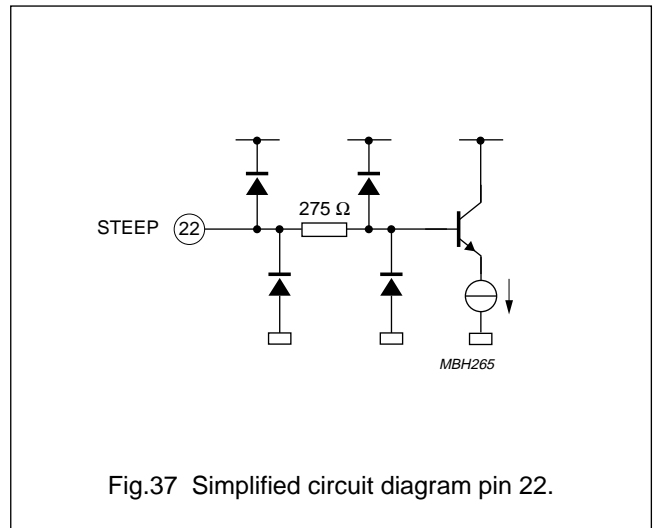 275 Ω
STEEP 22
MBH265
Fig.37 Simplified circuit diagram pin 22.